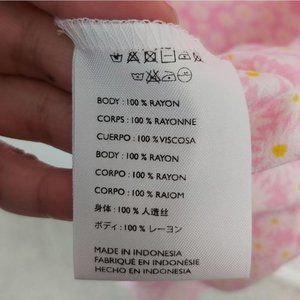 BODY : 100 % RAYON
CORPS : 100 % RAYONNE
CUERPO : 100 % VISCOSA
BODY : 100 % RAYON
CORPO : 100 % RAYON
CORPO : 100 % RAIOM
身体 : 100 % 人造丝
ボディ : 100 % レーヨン
MADE IN INDONESIA
FABRIQUÉ EN INDONÉSIE
HECHO EN INDONESIA